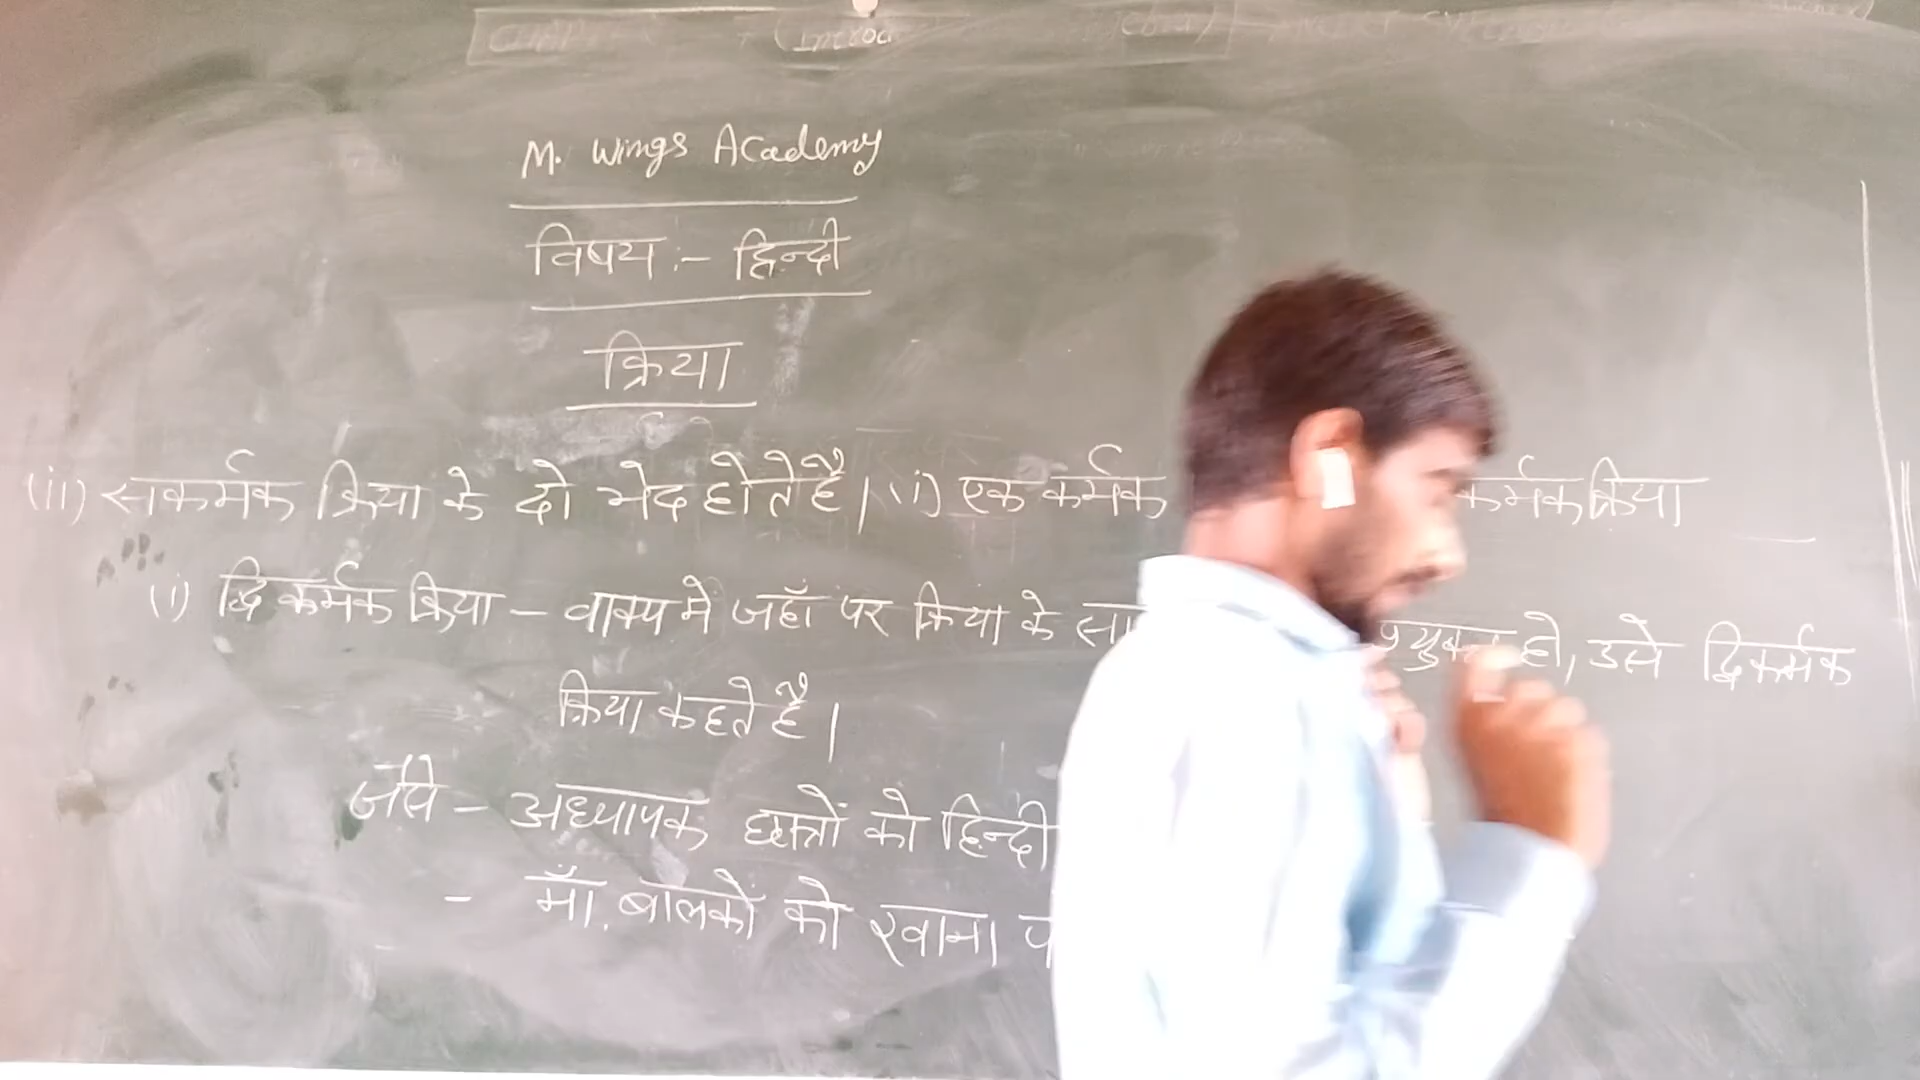 M. Wings Academy
विषय :- हिन्दी
क्रिया
(ii) सकर्मक क्रिया के दो भेद होते है। (i) एक कर्मक कर्मक क्रिया
(i) द्विकर्मक क्रिया - वाक्य में जहाँ पर क्रिया के हो, उसे द्विकर्मक
क्रिया कहते है।
जैसे - अध्यापक छात्रों को हिन्दी
- माँ बालकों को खाना